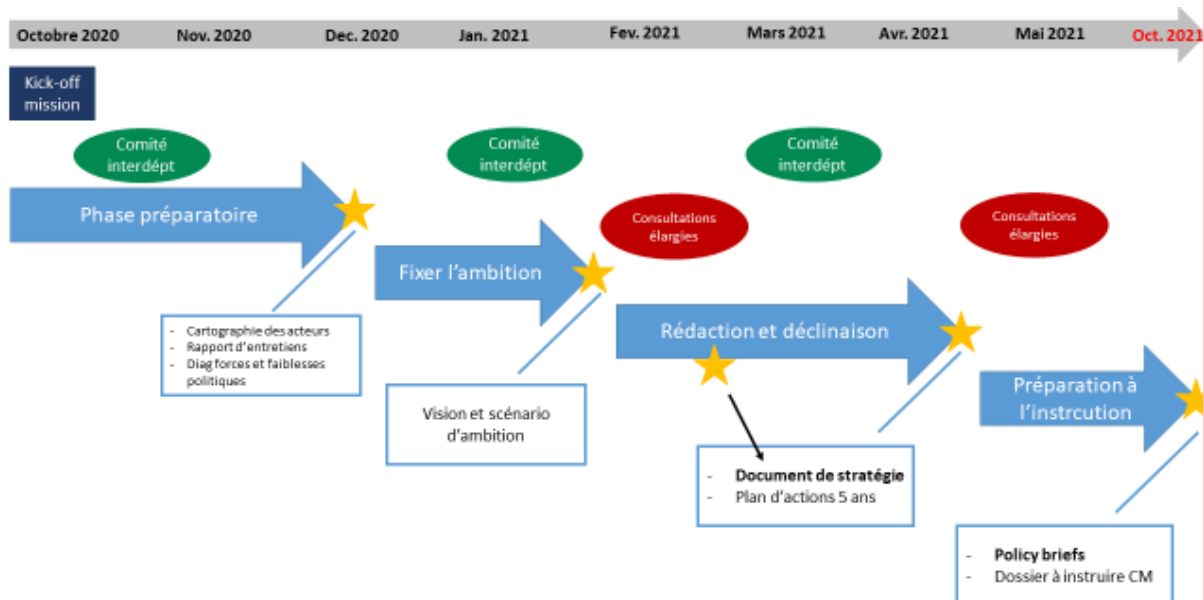 Octobre 2020 Nov. 2020 Dec. 2020 Jan. 2021 Fev. 2021 Mars 2021 Avr. 2021 Mai 2021 Oct. 2021
Kick-off
mission
Comité
interdépt
Comité
interdépt
Comité
interdépt
Phase préparatoire
Consultations
élargies
Consultations
élargies
Fixer l'ambition
- Cartographie des acteurs
- Rapport d'entretiens
- Diag forces et faiblesses
politiques
Rédaction et déclinaison
Vision et scénario
d'ambition
Préparation à
l'instrcution
- Document de stratégie
- Plan d'actions 5 ans
- Policy briefs
- Dossier à instruire CM